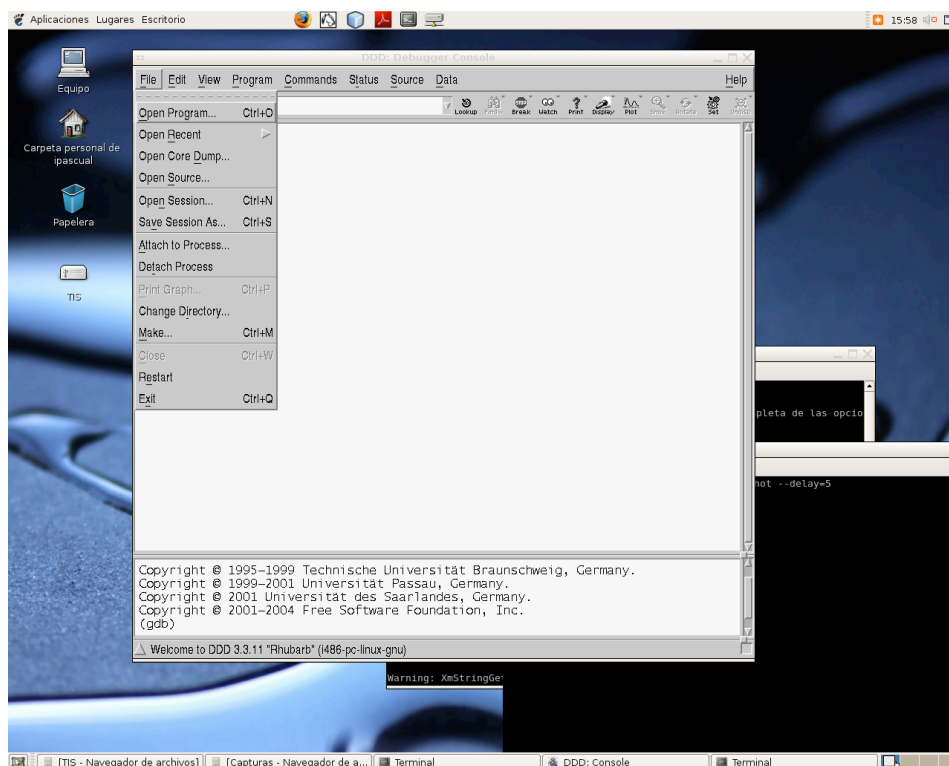 Aplicaciones Lugares Escritorio
15:58
Equipo
Carpeta personal de
ipascual
Papelera
TIS
DDD: Debugger Console
File Edit View Program Commands Status Source Data Help
Lookup Break Watch Print Display Plot Show Rotate Set Undisp
Open Program... Ctrl+O
Open Recent
Open Core Dump...
Open Source...
Open Session... Ctrl+N
Save Session As... Ctrl+S
Attach to Process...
Detach Process
Print Graph... Ctrl+P
Change Directory...
Make... Ctrl+M
Close Ctrl+W
Restart
Exit Ctrl+Q
pleta de las opcio
hot --delay=5
Copyright © 1995-1999 Technische Universität Braunschweig, Germany.
Copyright © 1999-2001 Universität Passau, Germany.
Copyright © 2001 Universität des Saarlandes, Germany.
Copyright © 2001-2004 Free Software Foundation, Inc.
(gdb)
Welcome to DDD 3.3.11 "Rhubarb" (i486-pc-linux-gnu)
Warning: XmStringGe
[TIS - Navegador de archivos] [Capturas - Navegador de a... Terminal DDD: Console Terminal